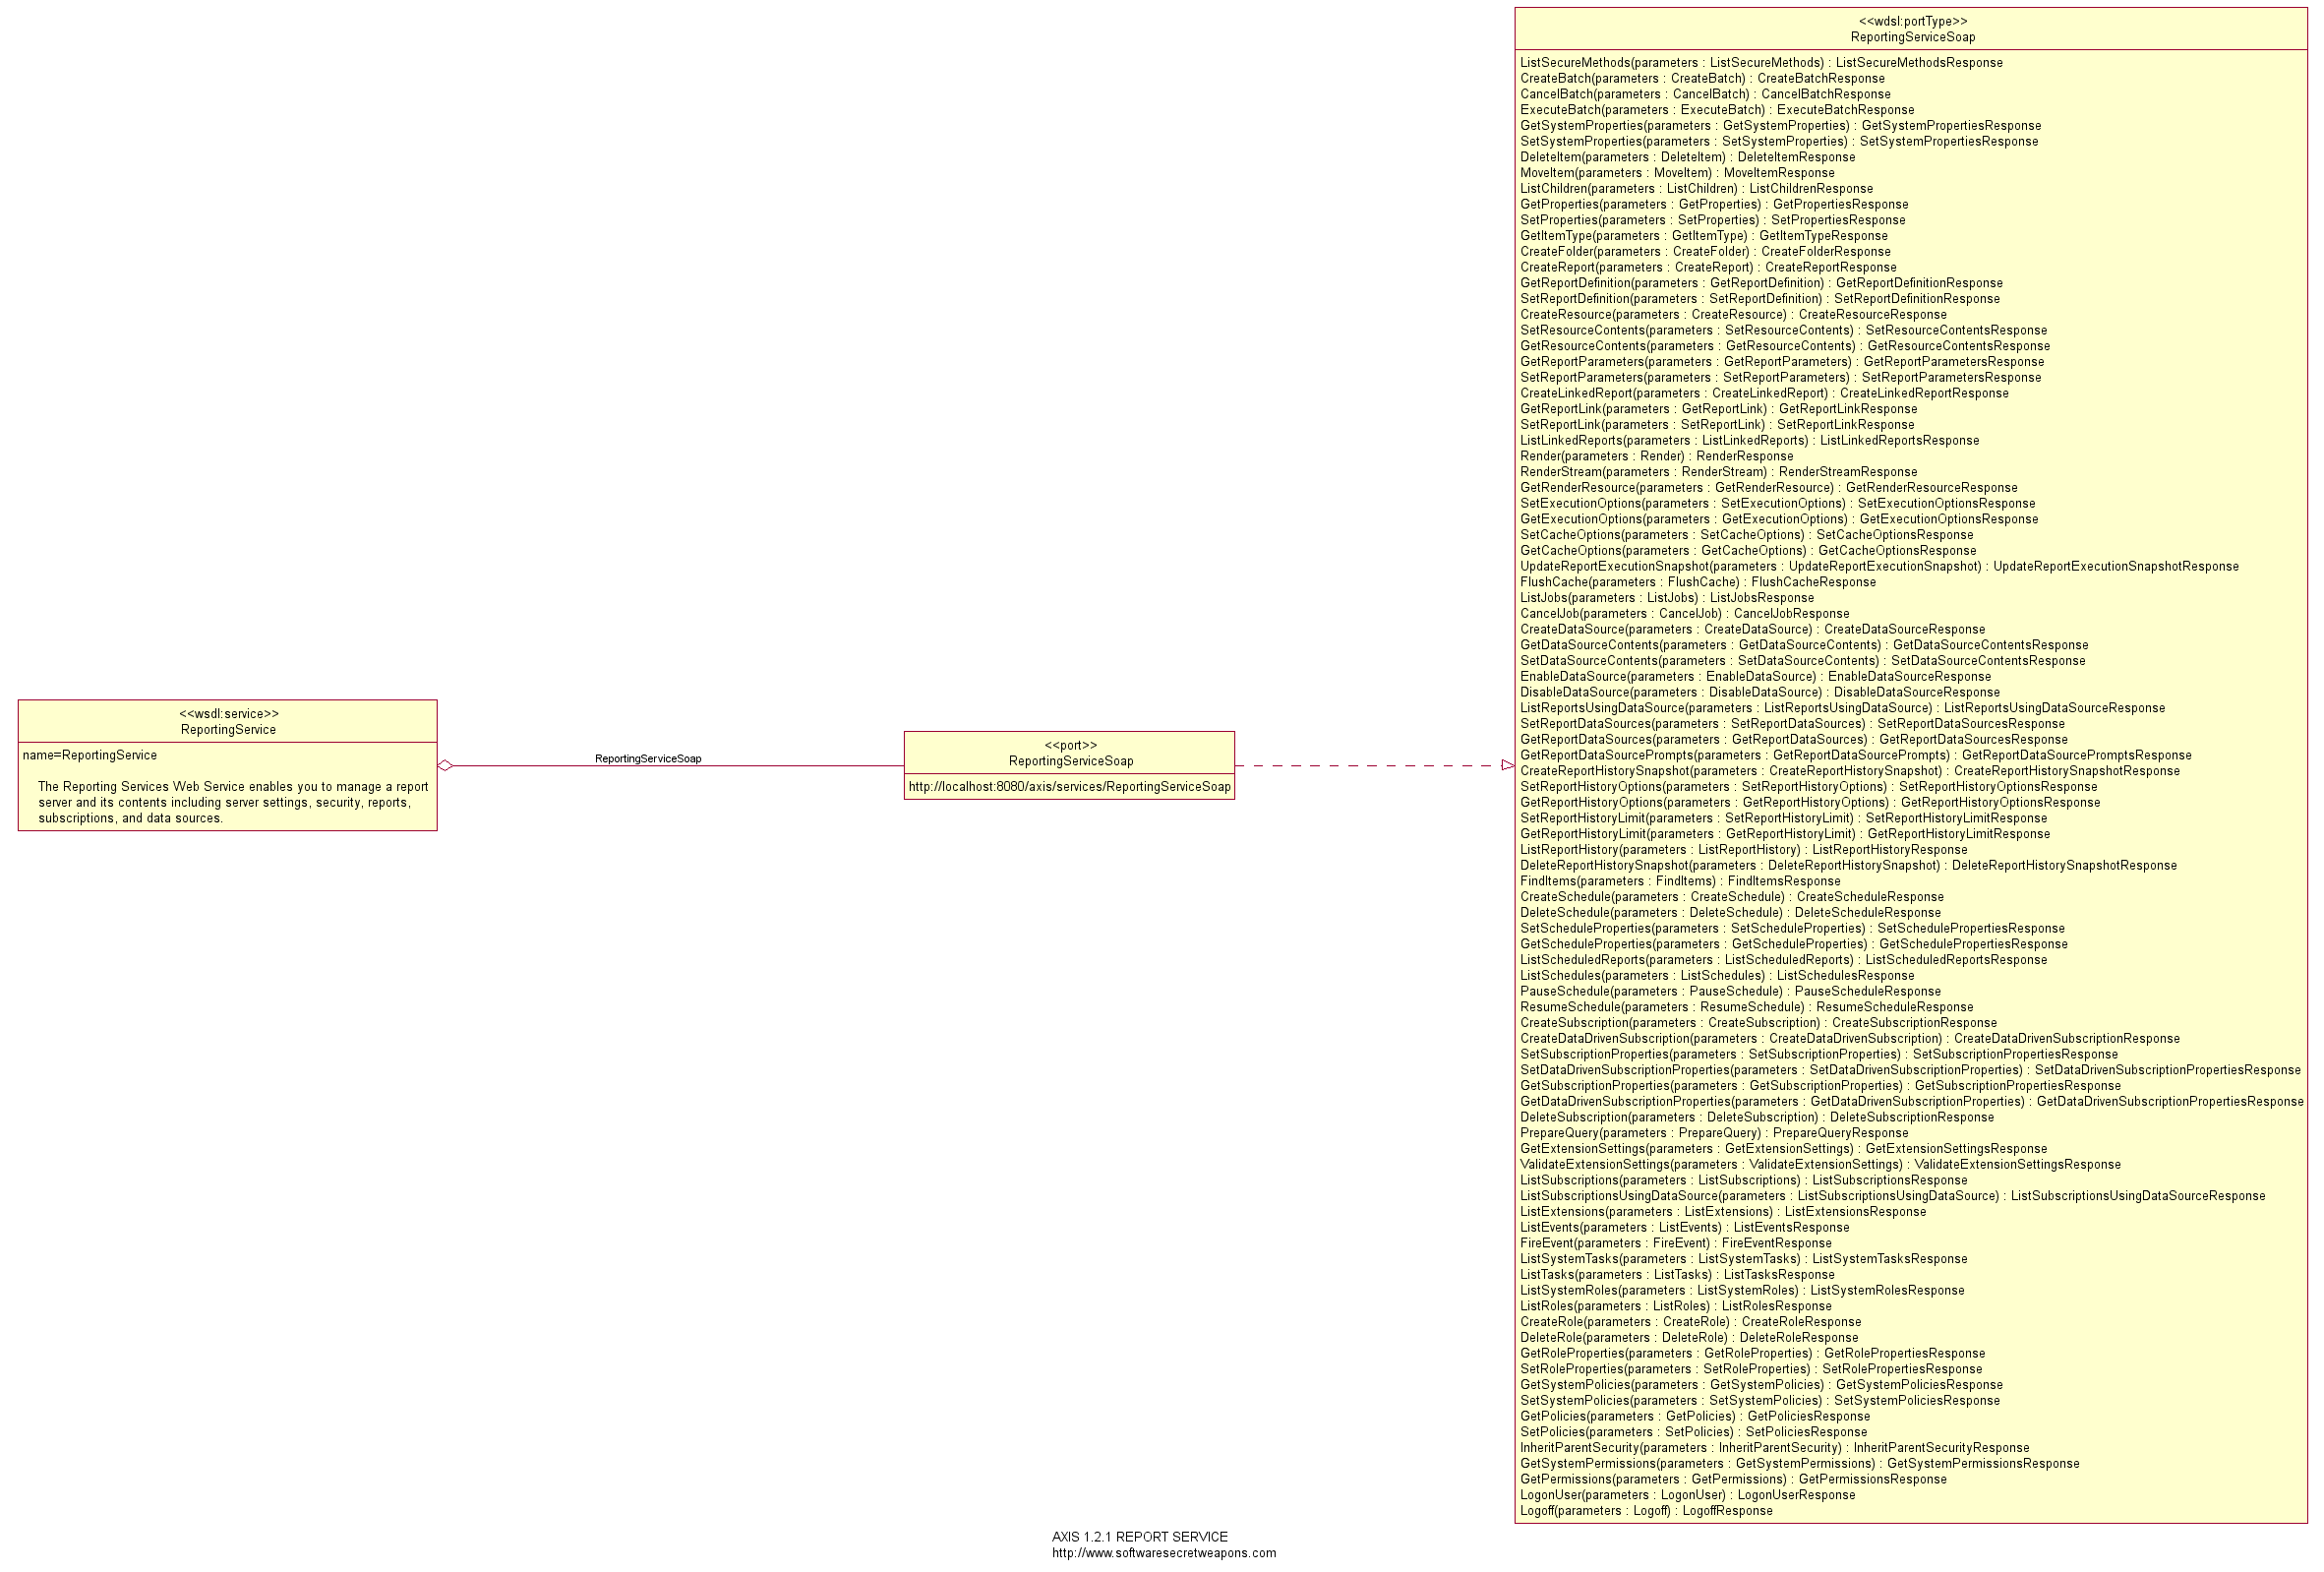 <<wsdl:service>>
ReportingService
name=ReportingService
The Reporting Services Web Service enables you to manage a report
server and its contents including server settings, security, reports,
subscriptions, and data sources.
ReportingServiceSoap
<<port>>
ReportingServiceSoap
http://localhost:8080/axis/services/ReportingServiceSoap
<<wdsl:portType>>
ReportingServiceSoap
ListSecureMethods(parameters : ListSecureMethods) : ListSecureMethodsResponse
CreateBatch(parameters : CreateBatch) : CreateBatchResponse
CancelBatch(parameters : CancelBatch) : CancelBatchResponse
ExecuteBatch(parameters : ExecuteBatch) : ExecuteBatchResponse
GetSystemProperties(parameters : GetSystemProperties) : GetSystemPropertiesResponse
SetSystemProperties(parameters : SetSystemProperties) : SetSystemPropertiesResponse
DeleteItem(parameters : DeleteItem) : DeleteItemResponse
MoveItem(parameters : MoveItem) : MoveItemResponse
ListChildren(parameters : ListChildren) : ListChildrenResponse
GetProperties(parameters : GetProperties) : GetPropertiesResponse
SetProperties(parameters : SetProperties) : SetPropertiesResponse
GetItemType(parameters : GetItemType) : GetItemTypeResponse
CreateFolder(parameters : CreateFolder) : CreateFolderResponse
CreateReport(parameters : CreateReport) : CreateReportResponse
GetReportDefinition(parameters : GetReportDefinition) : GetReportDefinitionResponse
SetReportDefinition(parameters : SetReportDefinition) : SetReportDefinitionResponse
CreateResource(parameters : CreateResource) : CreateResourceResponse
SetResourceContents(parameters : SetResourceContents) : SetResourceContentsResponse
GetResourceContents(parameters : GetResourceContents) : GetResourceContentsResponse
GetReportParameters(parameters : GetReportParameters) : GetReportParametersResponse
SetReportParameters(parameters : SetReportParameters) : SetReportParametersResponse
CreateLinkedReport(parameters : CreateLinkedReport) : CreateLinkedReportResponse
GetReportLink(parameters : GetReportLink) : GetReportLinkResponse
SetReportLink(parameters : SetReportLink) : SetReportLinkResponse
ListLinkedReports(parameters : ListLinkedReports) : ListLinkedReportsResponse
Render(parameters : Render) : RenderResponse
RenderStream(parameters : RenderStream) : RenderStreamResponse
GetRenderResource(parameters : GetRenderResource) : GetRenderResourceResponse
SetExecutionOptions(parameters : SetExecutionOptions) : SetExecutionOptionsResponse
GetExecutionOptions(parameters : GetExecutionOptions) : GetExecutionOptionsResponse
SetCacheOptions(parameters : SetCacheOptions) : SetCacheOptionsResponse
GetCacheOptions(parameters : GetCacheOptions) : GetCacheOptionsResponse
UpdateReportExecutionSnapshot(parameters : UpdateReportExecutionSnapshot) : UpdateReportExecutionSnapshotResponse
FlushCache(parameters : FlushCache) : FlushCacheResponse
ListJobs(parameters : ListJobs) : ListJobsResponse
CancelJob(parameters : CancelJob) : CancelJobResponse
CreateDataSource(parameters : CreateDataSource) : CreateDataSourceResponse
GetDataSourceContents(parameters : GetDataSourceContents) : GetDataSourceContentsResponse
SetDataSourceContents(parameters : SetDataSourceContents) : SetDataSourceContentsResponse
EnableDataSource(parameters : EnableDataSource) : EnableDataSourceResponse
DisableDataSource(parameters : DisableDataSource) : DisableDataSourceResponse
ListReportsUsingDataSource(parameters : ListReportsUsingDataSource) : ListReportsUsingDataSourceResponse
SetReportDataSources(parameters : SetReportDataSources) : SetReportDataSourcesResponse
GetReportDataSources(parameters : GetReportDataSources) : GetReportDataSourcesResponse
GetReportDataSourcePrompts(parameters : GetReportDataSourcePrompts) : GetReportDataSourcePromptsResponse
CreateReportHistorySnapshot(parameters : CreateReportHistorySnapshot) : CreateReportHistorySnapshotResponse
SetReportHistoryOptions(parameters : SetReportHistoryOptions) : SetReportHistoryOptionsResponse
GetReportHistoryOptions(parameters : GetReportHistoryOptions) : GetReportHistoryOptionsResponse
SetReportHistoryLimit(parameters : SetReportHistoryLimit) : SetReportHistoryLimitResponse
GetReportHistoryLimit(parameters : GetReportHistoryLimit) : GetReportHistoryLimitResponse
ListReportHistory(parameters : ListReportHistory) : ListReportHistoryResponse
DeleteReportHistorySnapshot(parameters : DeleteReportHistorySnapshot) : DeleteReportHistorySnapshotResponse
FindItems(parameters : FindItems) : FindItemsResponse
CreateSchedule(parameters : CreateSchedule) : CreateScheduleResponse
DeleteSchedule(parameters : DeleteSchedule) : DeleteScheduleResponse
SetScheduleProperties(parameters : SetScheduleProperties) : SetSchedulePropertiesResponse
GetScheduleProperties(parameters : GetScheduleProperties) : GetSchedulePropertiesResponse
ListScheduledReports(parameters : ListScheduledReports) : ListScheduledReportsResponse
ListSchedules(parameters : ListSchedules) : ListSchedulesResponse
PauseSchedule(parameters : PauseSchedule) : PauseScheduleResponse
ResumeSchedule(parameters : ResumeSchedule) : ResumeScheduleResponse
CreateSubscription(parameters : CreateSubscription) : CreateSubscriptionResponse
CreateDataDrivenSubscription(parameters : CreateDataDrivenSubscription) : CreateDataDrivenSubscriptionResponse
SetSubscriptionProperties(parameters : SetSubscriptionProperties) : SetSubscriptionPropertiesResponse
SetDataDrivenSubscriptionProperties(parameters : SetDataDrivenSubscriptionProperties) : SetDataDrivenSubscriptionPropertiesResponse
GetSubscriptionProperties(parameters : GetSubscriptionProperties) : GetSubscriptionPropertiesResponse
GetDataDrivenSubscriptionProperties(parameters : GetDataDrivenSubscriptionProperties) : GetDataDrivenSubscriptionPropertiesResponse
DeleteSubscription(parameters : DeleteSubscription) : DeleteSubscriptionResponse
PrepareQuery(parameters : PrepareQuery) : PrepareQueryResponse
GetExtensionSettings(parameters : GetExtensionSettings) : GetExtensionSettingsResponse
ValidateExtensionSettings(parameters : ValidateExtensionSettings) : ValidateExtensionSettingsResponse
ListSubscriptions(parameters : ListSubscriptions) : ListSubscriptionsResponse
ListSubscriptionsUsingDataSource(parameters : ListSubscriptionsUsingDataSource) : ListSubscriptionsUsingDataSourceResponse
ListExtensions(parameters : ListExtensions) : ListExtensionsResponse
ListEvents(parameters : ListEvents) : ListEventsResponse
FireEvent(parameters : FireEvent) : FireEventResponse
ListSystemTasks(parameters : ListSystemTasks) : ListSystemTasksResponse
ListTasks(parameters : ListTasks) : ListTasksResponse
ListSystemRoles(parameters : ListSystemRoles) : ListSystemRolesResponse
ListRoles(parameters : ListRoles) : ListRolesResponse
CreateRole(parameters : CreateRole) : CreateRoleResponse
DeleteRole(parameters : DeleteRole) : DeleteRoleResponse
GetRoleProperties(parameters : GetRoleProperties) : GetRolePropertiesResponse
SetRoleProperties(parameters : SetRoleProperties) : SetRolePropertiesResponse
GetSystemPolicies(parameters : GetSystemPolicies) : GetSystemPoliciesResponse
SetSystemPolicies(parameters : SetSystemPolicies) : SetSystemPoliciesResponse
GetPolicies(parameters : GetPolicies) : GetPoliciesResponse
SetPolicies(parameters : SetPolicies) : SetPoliciesResponse
InheritParentSecurity(parameters : InheritParentSecurity) : InheritParentSecurityResponse
GetSystemPermissions(parameters : GetSystemPermissions) : GetSystemPermissionsResponse
GetPermissions(parameters : GetPermissions) : GetPermissionsResponse
LogonUser(parameters : LogonUser) : LogonUserResponse
Logoff(parameters : Logoff) : LogoffResponse
AXIS 1.2.1 REPORT SERVICE
http://www.softwaresecretweapons.com